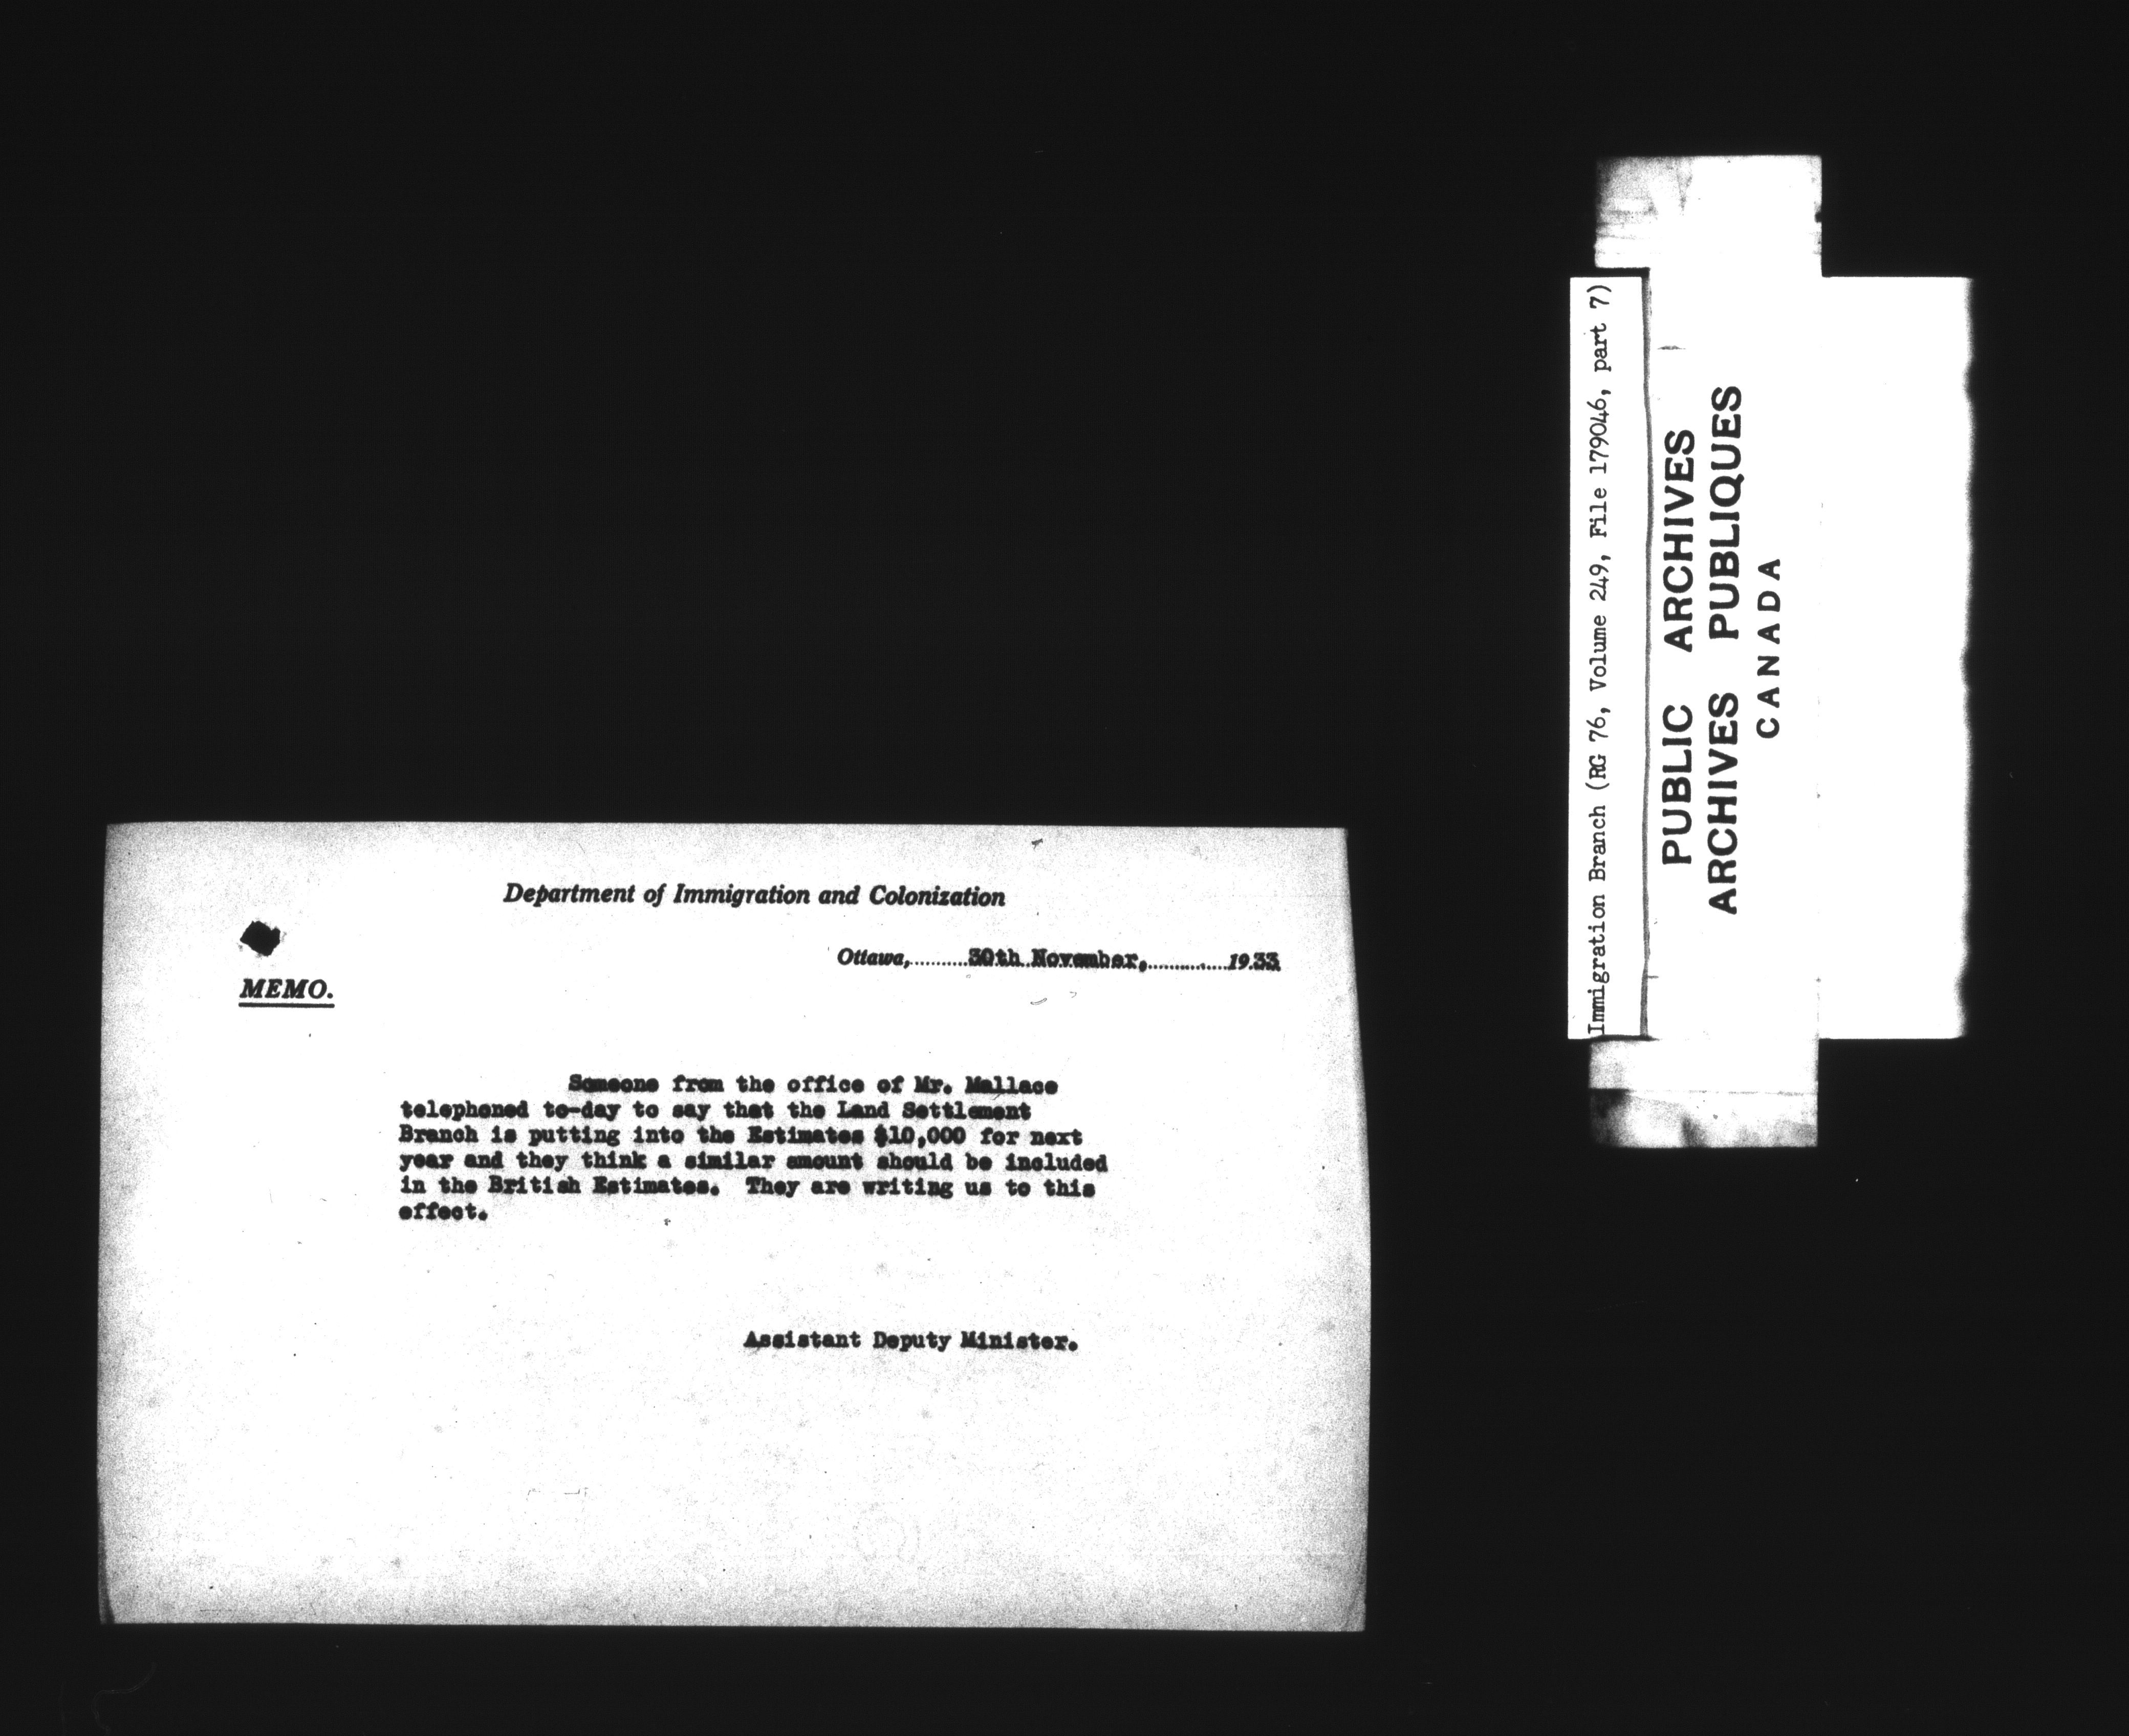 Department of Immigration and Colonization
Ottawa,..........30th November,..............1933
MEMO.
Someone from the office of Mr. Mallace
telephoned to-day to say that the Land Settlement
Branch is putting into the Estimates $10,000 for next
year and they think a similar amount should be included
in the British Estimates. They are writing us to this
effect.
Assistant Deputy Minister.
Immigration Branch (RG 76, Volume 249, File 179046, part 7)
PUBLIC ARCHIVES
ARCHIVES PUBLIQUES
CANADA